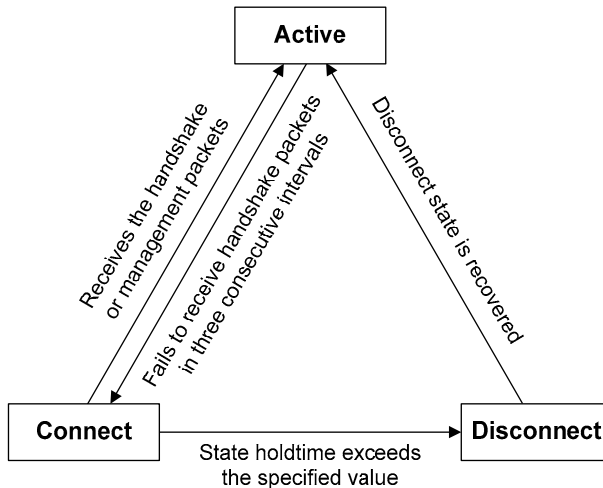 Active
Receives the handshake
or management packets
Fails to receive handshake packets
in three consecutive intervals
Disconnect state is recovered
Connect
Disconnect
State holdtime exceeds
the specified value